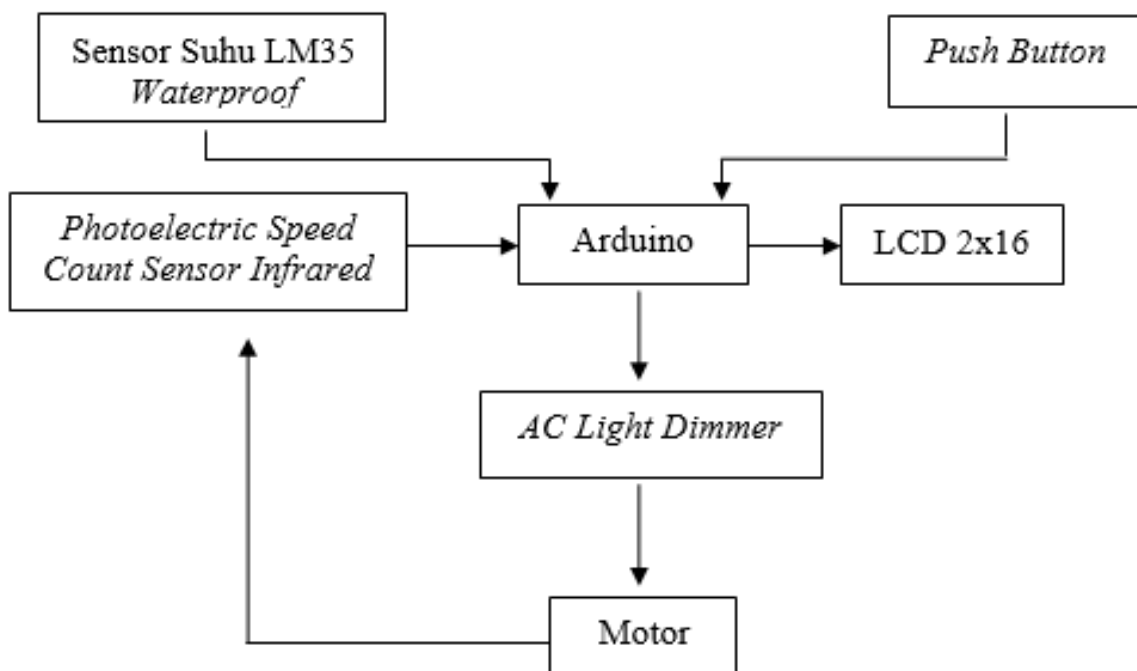 Sensor Suhu LM35
Waterproof
Push Button
Photoelectric Speed
Count Sensor Infrared
Arduino
LCD 2x16
AC Light Dimmer
Motor